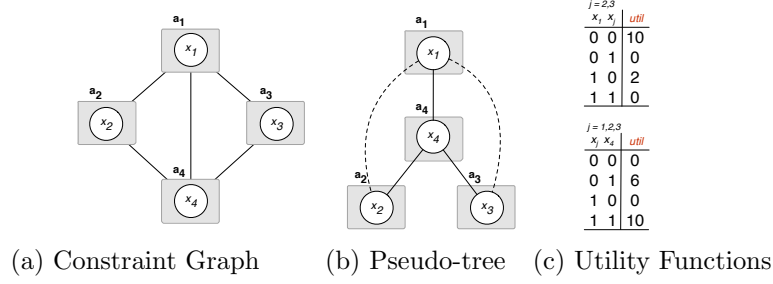 a1
x1
a2
x2
a3
x3
a4
x4
(a) Constraint Graph
a1
x1
a4
x4
a2
x2
a3
x3
(b) Pseudo-tree
j = 2,3
x1 xj util
0 0 10
0 1 0
1 0 2
1 1 0
j = 1,2,3
xj x4 util
0 0 0
0 1 6
1 0 0
1 1 10
(c) Utility Functions